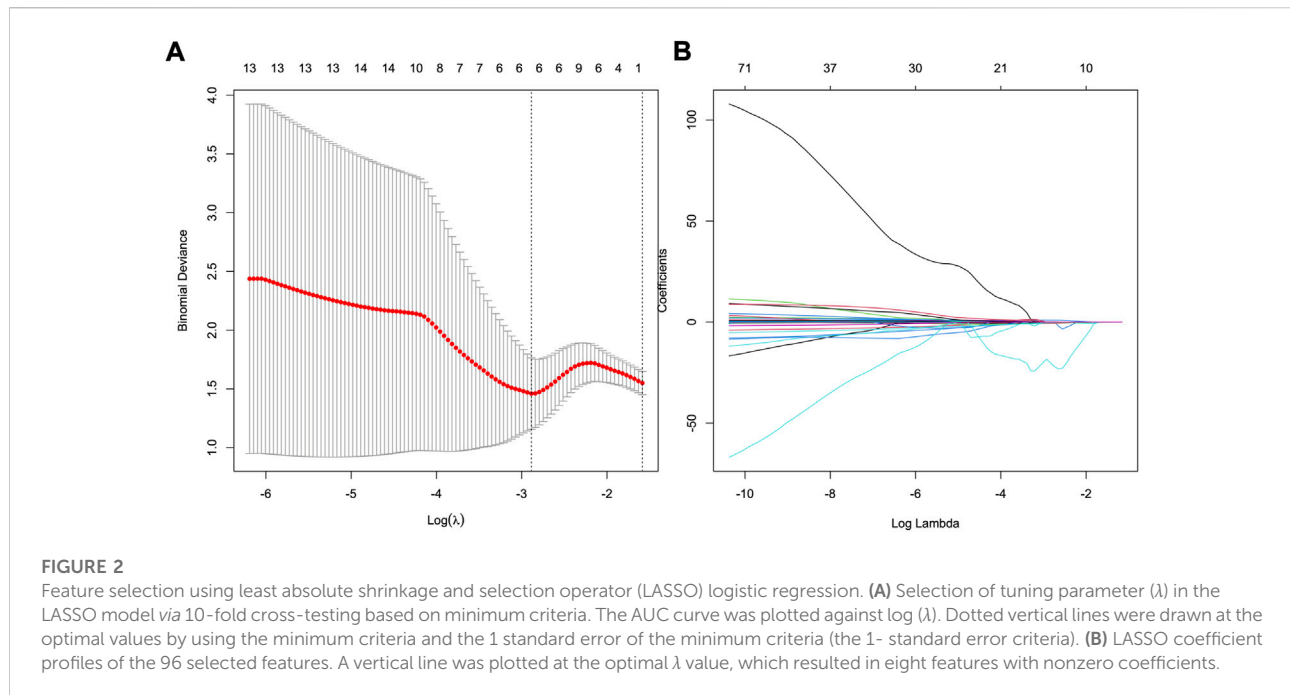 A
B
13 13 13 13 14 14 10 8 7 7 6 6 6 6 9 6 4 1
71 37 30 21 10
4.0
3.5
3.0
2.5
2.0
1.5
1.0
Binomial Deviance
-6 -5 -4 -3 -2
Log(λ)
100
50
0
-50
Coefficients
-10 -8 -6 -4 -2
Log Lambda
FIGURE 2
Feature selection using least absolute shrinkage and selection operator (LASSO) logistic regression. (A) Selection of tuning parameter (λ) in the
LASSO model via 10-fold cross-testing based on minimum criteria. The AUC curve was plotted against log (λ). Dotted vertical lines were drawn at the
optimal values by using the minimum criteria and the 1 standard error of the minimum criteria (the 1- standard error criteria). (B) LASSO coefficient
profiles of the 96 selected features. A vertical line was plotted at the optimal λ value, which resulted in eight features with nonzero coefficients.